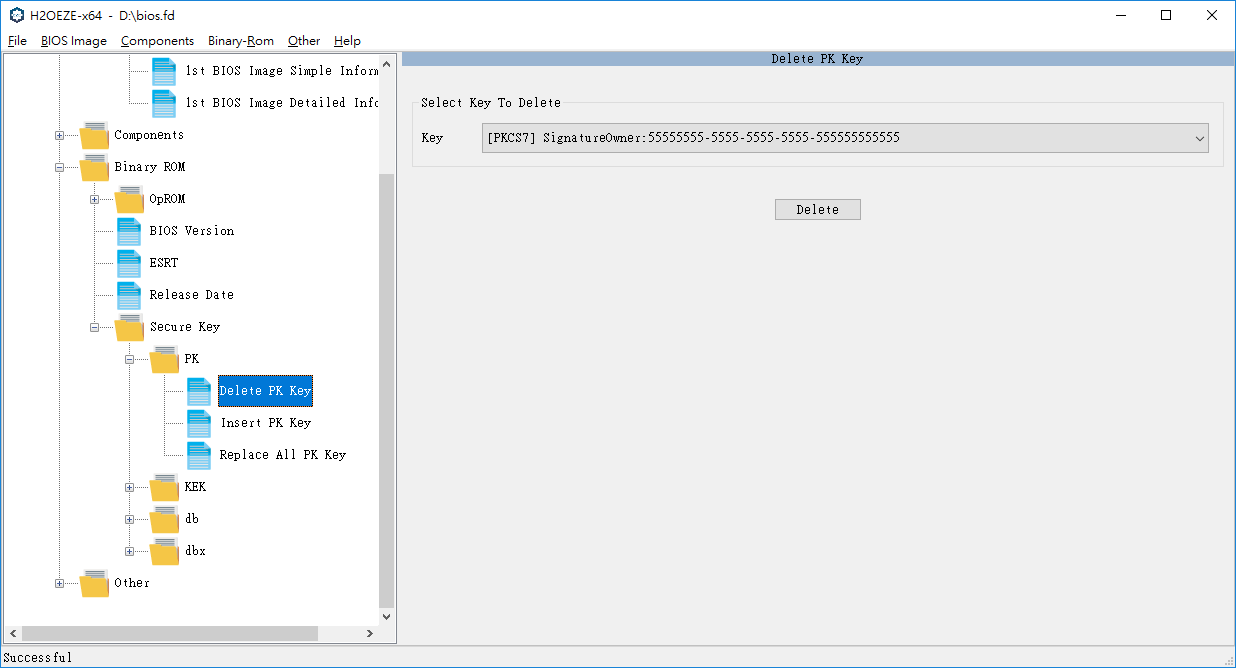 H2OEZE-x64 - D:\bios.fd
File BIOS Image Components Binary-Rom Other Help
Delete PK Key
1st BIOS Image Simple Inform
1st BIOS Image Detailed Info
Components
Binary ROM
OpROM
BIOS Version
ESRT
Release Date
Secure Key
PK
Delete PK Key
Insert PK Key
Replace All PK Key
KEK
db
dbx
Other
Select Key To Delete
Key [PKCS7] SignatureOwner:55555555-5555-5555-5555-555555555555
Delete
Successful